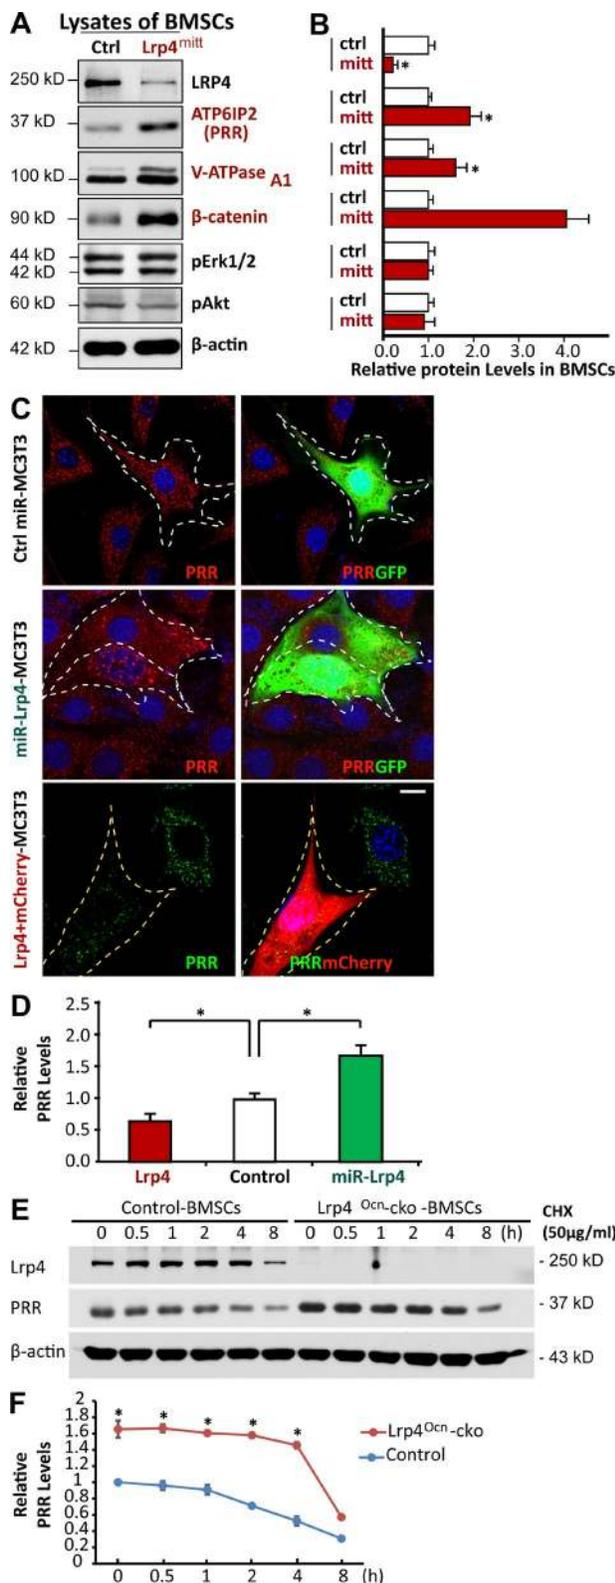 A
Lysates of BMSCs
Ctrl Lrp4mitt
250 kD LRP4
37 kD ATP6IP2
(PRR)
100 kD V-ATPase A1
90 kD β-catenin
44 kD pErk1/2
42 kD
60 kD pAkt
42 kD β-actin
B
ctrl
mitt *
ctrl
mitt *
ctrl
mitt *
ctrl
mitt
ctrl
mitt
ctrl
mitt
0.0 1.0 2.0 3.0 4.0
Relative protein Levels in BMSCs
C
Ctrl miR-MC3T3
PRR PRRGFP
miR-Lrp4-MC3T3
PRR PRRGFP
Lrp4+mCherry-MC3T3
PRR PRRmCherry
D
Relative
PRR Levels
2.5
2.0
1.5
1.0
0.5
0.0
* *
Lrp4 Control miR-Lrp4
E
Control-BMSCs Lrp4 Ocn-cko -BMSCs
0 0.5 1 2 4 8 0 0.5 1 2 4 8 (h)
CHX
(50μg/ml)
Lrp4 - 250 kD
PRR - 37 kD
β-actin - 43 kD
F
Relative
PRR Levels
2
1.8
1.6
1.4
1.2
1
0.8
0.6
0.4
0.2
0
* * * * *
Lrp4Ocn-cko
Control
0 0.5 1 2 4 8 (h)